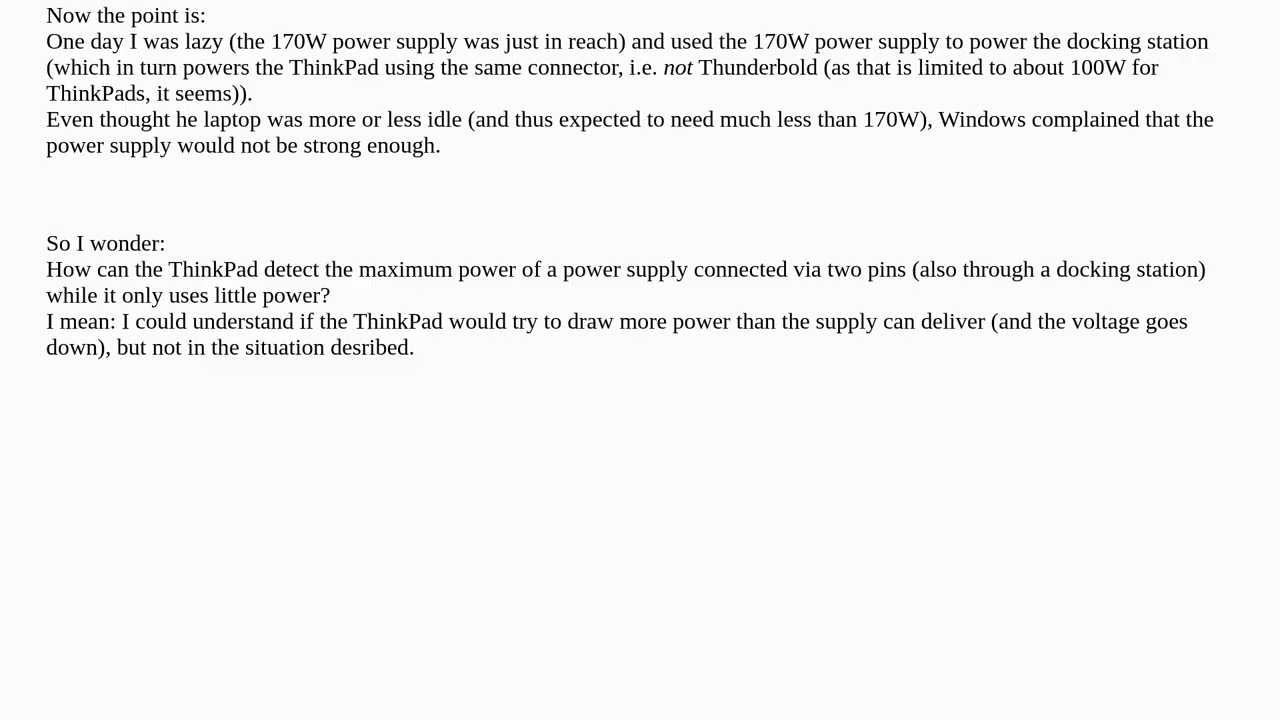 Now the point is:
One day I was lazy (the 170W power supply was just in reach) and used the 170W power supply to power the docking station
(which in turn powers the ThinkPad using the same connector, i.e. not Thunderbold (as that is limited to about 100W for
ThinkPads, it seems)).
Even thought he laptop was more or less idle (and thus expected to need much less than 170W), Windows complained that the
power supply would not be strong enough.
So I wonder:
How can the ThinkPad detect the maximum power of a power supply connected via two pins (also through a docking station)
while it only uses little power?
I mean: I could understand if the ThinkPad would try to draw more power than the supply can deliver (and the voltage goes
down), but not in the situation desribed.